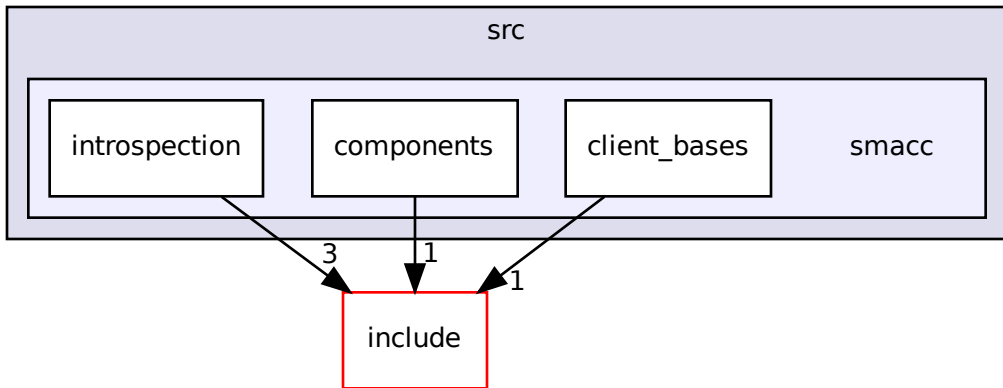 src
introspection
components
client_bases
smacc
3
1
1
include